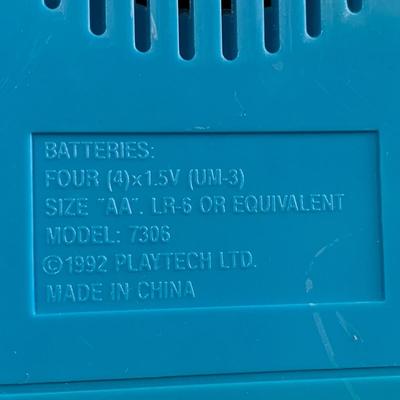 BATTERIES:
FOUR (4)x1.5V (UM-3)
SIZE "AA". LR-6 OR EQUIVALENT
MODEL: 7306
©1992 PLAYTECH LTD.
MADE IN CHINA